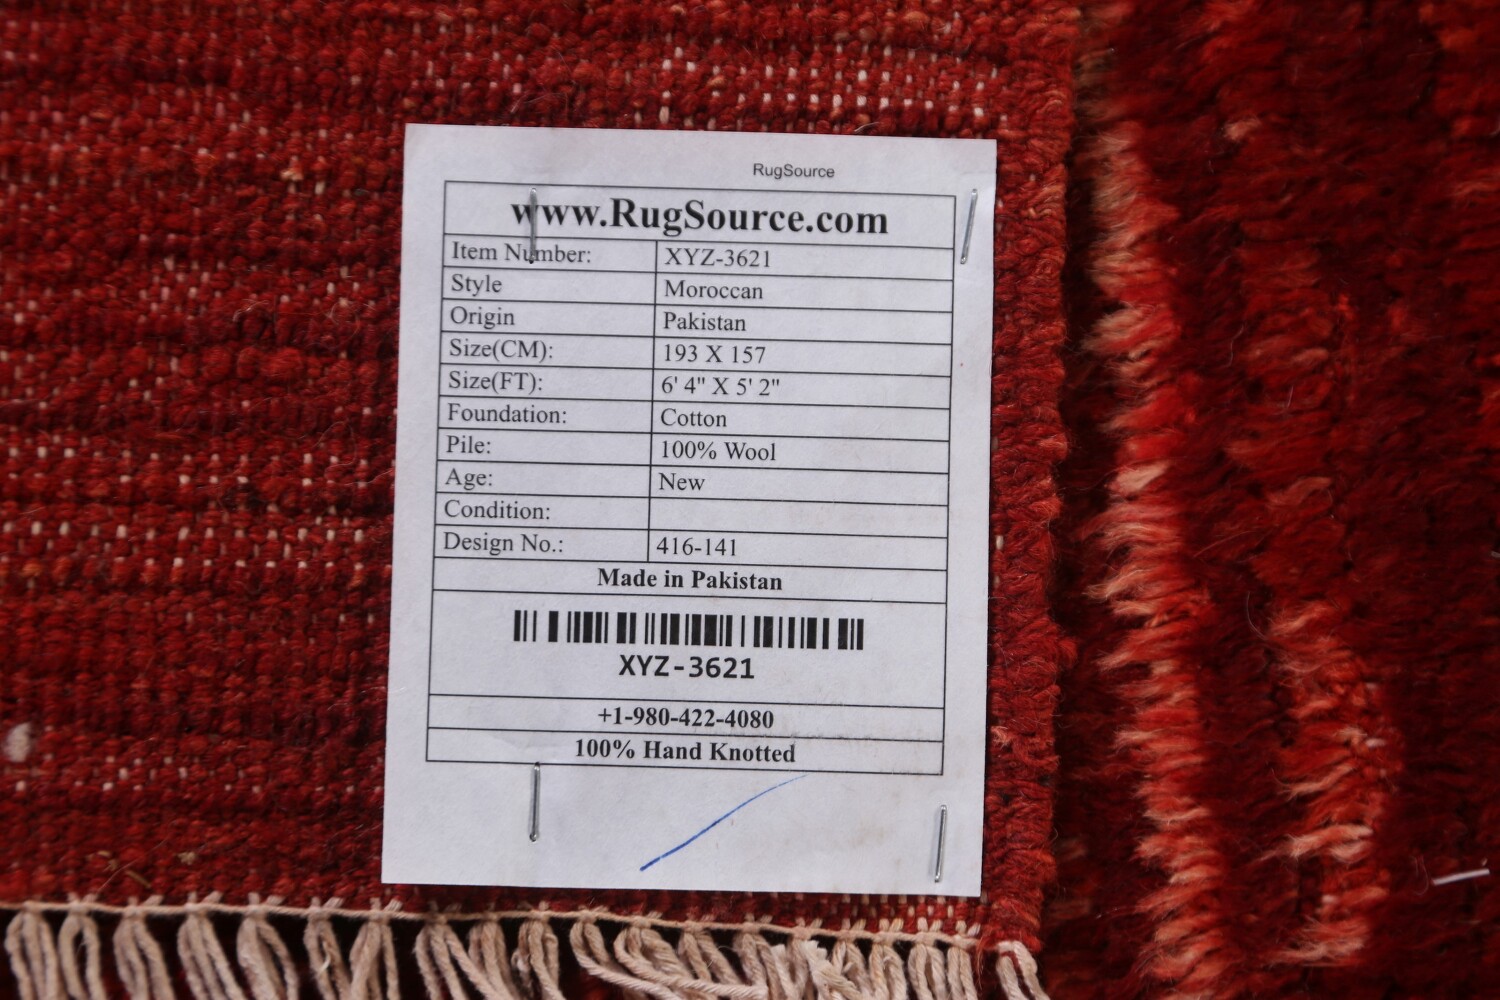 RugSource
www.RugSource.com
Item Number: XYZ-3621
Style Moroccan
Origin Pakistan
Size(CM): 193 X 157
Size(FT): 6' 4" X 5' 2"
Foundation: Cotton
Pile: 100% Wool
Age: New
Condition:
Design No.: 416-141
Made in Pakistan
XYZ-3621
+1-980-422-4080
100% Hand Knotted